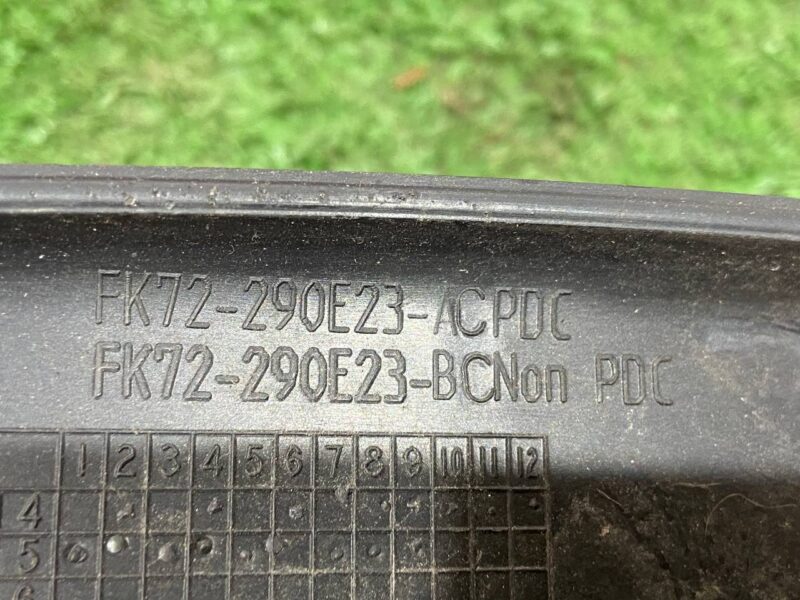 FK72-290E23-ACPDC
FK72-290E23-BCNon PDC
1 2 3 4 5 6 7 8 9 10 11 12
14
5